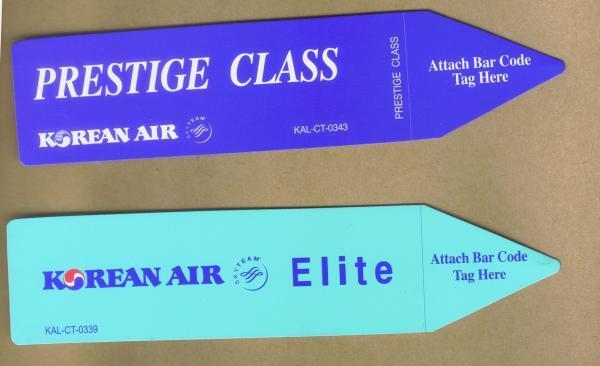 PRESTIGE CLASS
KOREAN AIR SKYTEAM
KAL-CT-0343
PRESTIGE CLASS
Attach Bar Code
Tag Here
KOREAN AIR SKYTEAM Elite
KAL-CT-0339
Attach Bar Code
Tag Here